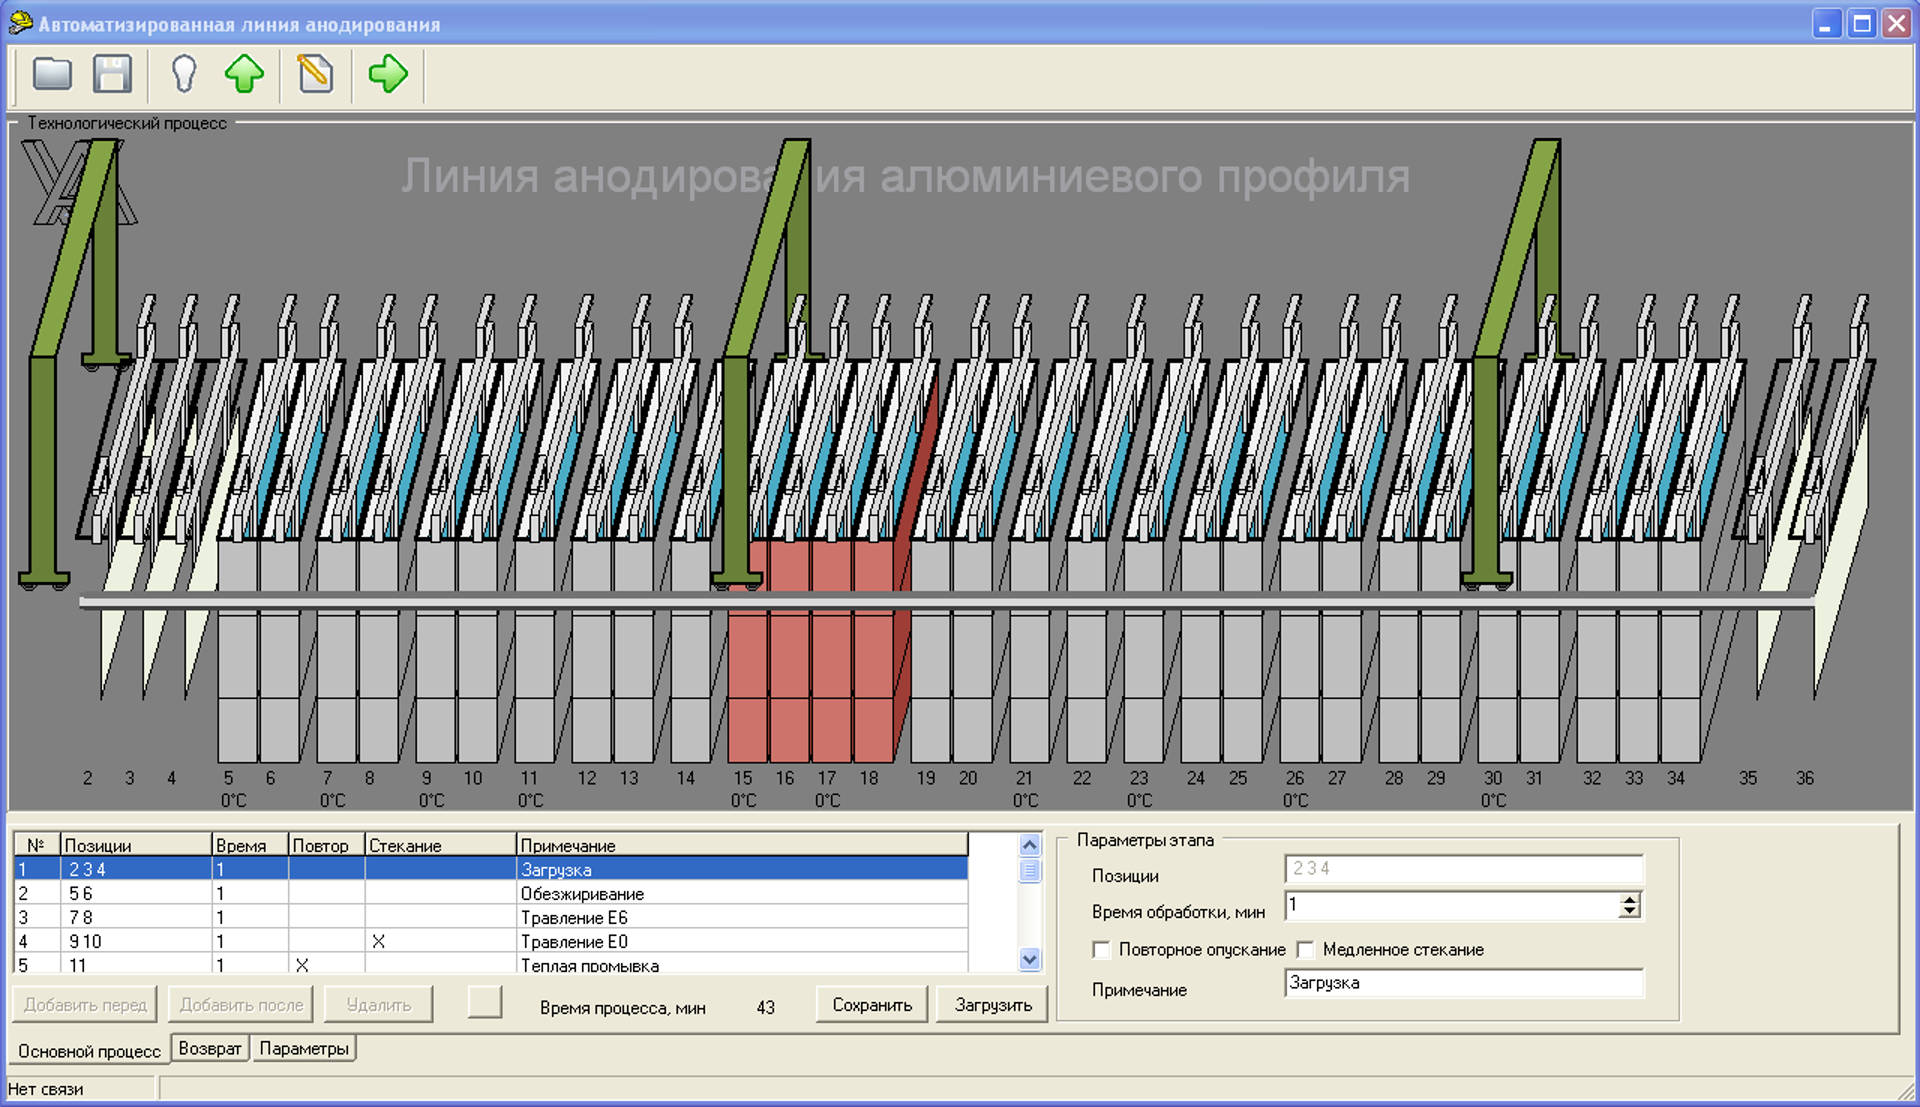 Автоматизированная линия анодирования
Технологический процесс
Линия анодирова ия алюминиевого профиля
2 3 4 5 6 7 8 9 10 11 12 13 14 15 16 17 18 19 20 21 22 23 24 25 26 27 28 29 30 31 32 33 34 35 36
0°C 0°C 0°C 0°C 0°C 0°C 0°C 0°C 0°C 0°C
№ Позиции Время Повтор Стекание Примечание
1 2 3 4 1 Загрузка
2 5 6 1 Обезжиривание
3 7 8 1 Травление Е6
4 9 10 1 X Травление Е0
5 11 1 X Теплая промывка
Добавить перед Добавить после Удалить Время процесса, мин 43 Сохранить Загрузить
Параметры этапа
Позиции 2 3 4
Время обработки, мин 1
Повторное опускание Медленное стекание
Примечание Загрузка
Основной процесс Возврат Параметры
Нет связи